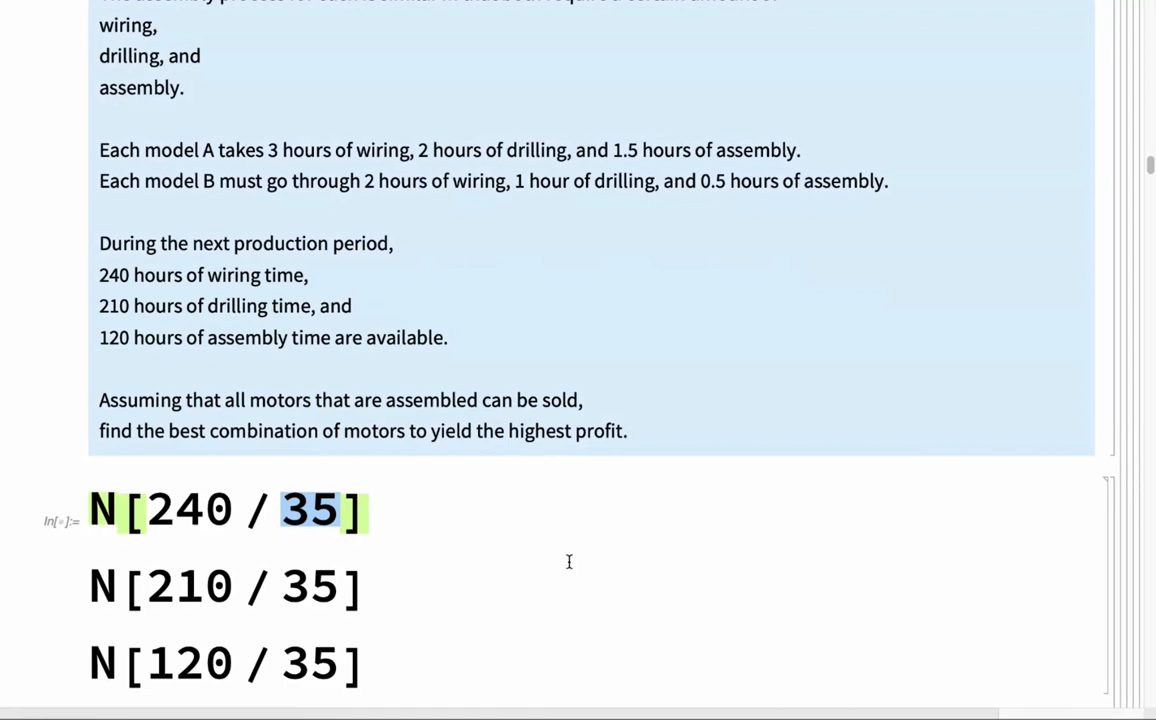 wiring,
drilling, and
assembly.
Each model A takes 3 hours of wiring, 2 hours of drilling, and 1.5 hours of assembly.
Each model B must go through 2 hours of wiring, 1 hour of drilling, and 0.5 hours of assembly.
During the next production period,
240 hours of wiring time,
210 hours of drilling time, and
120 hours of assembly time are available.
Assuming that all motors that are assembled can be sold,
find the best combination of motors to yield the highest profit.
In[•]:= N[240 / 35]
N[210 / 35]
N[120 / 35]